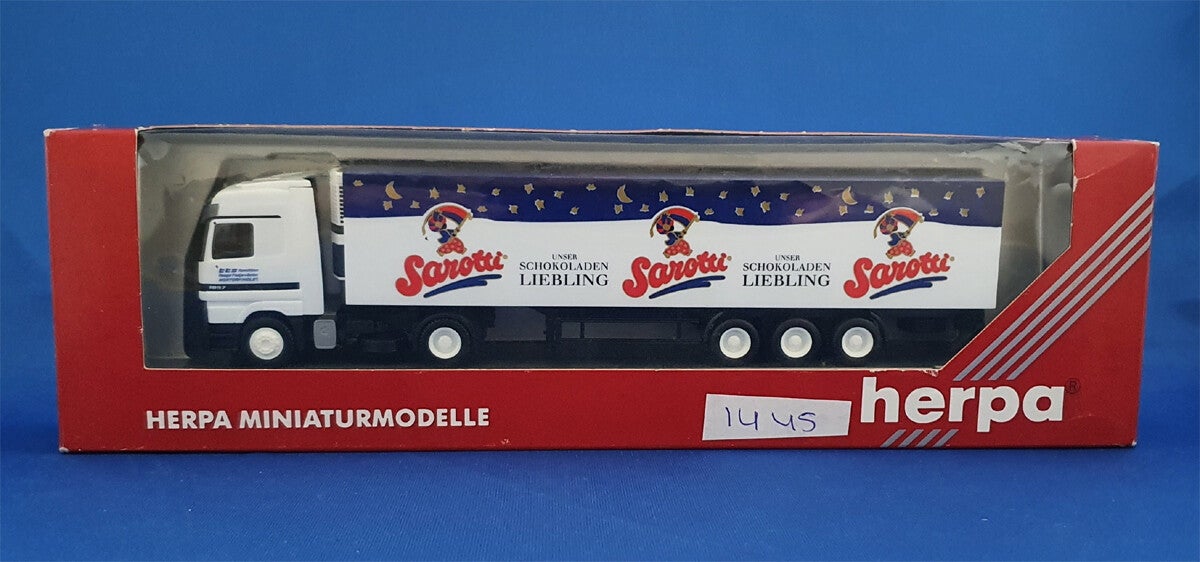 Sarotti
UNSER
SCHOKOLADEN
LIEBLING
Sarotti
UNSER
SCHOKOLADEN
LIEBLING
Sarotti
HERPA MINIATURMODELLE
1445
herpa®